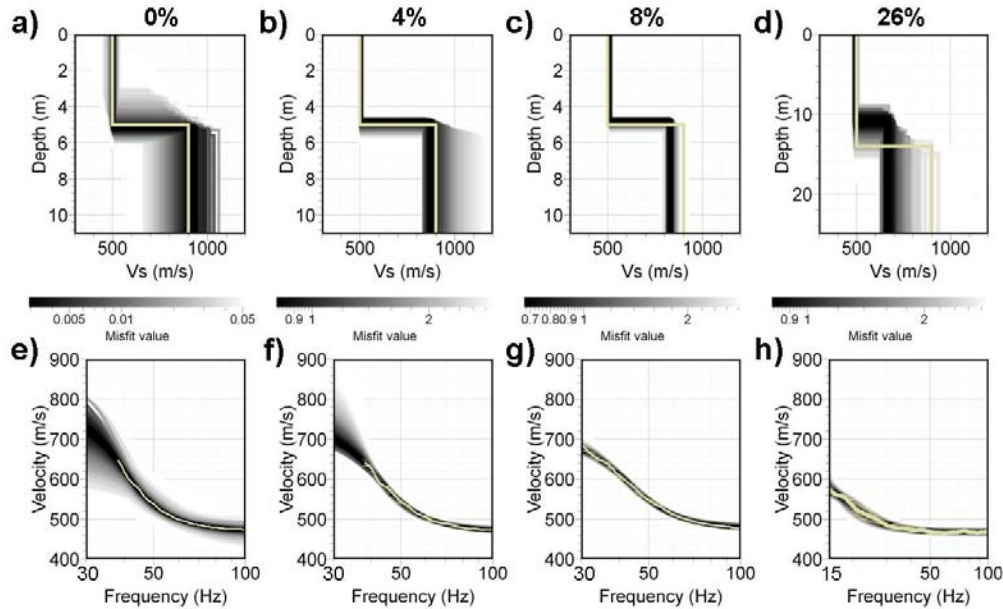 a) 0% b) 4% c) 8% d) 26%
Depth (m) 0 2 4 6 8 10 500 1000 Vs (m/s)
Depth (m) 0 2 4 6 8 10 500 1000 Vs (m/s)
Depth (m) 0 2 4 6 8 10 500 1000 Vs (m/s)
Depth (m) 0 10 20 500 1000 Vs (m/s)
0.005 0.01 0.05
Misfit value
0.9 1 2
Misfit value
0.7 0.80.9 1 2
Misfit value
0.9 1 2
Misfit value
e) f) g) h)
Velocity (m/s) 900 800 700 600 500 400 30 50 100 Frequency (Hz)
Velocity (m/s) 900 800 700 600 500 400 30 50 100 Frequency (Hz)
Velocity (m/s) 900 800 700 600 500 400 30 50 100 Frequency (Hz)
Velocity (m/s) 900 800 700 600 500 400 15 50 100 Frequency (Hz)